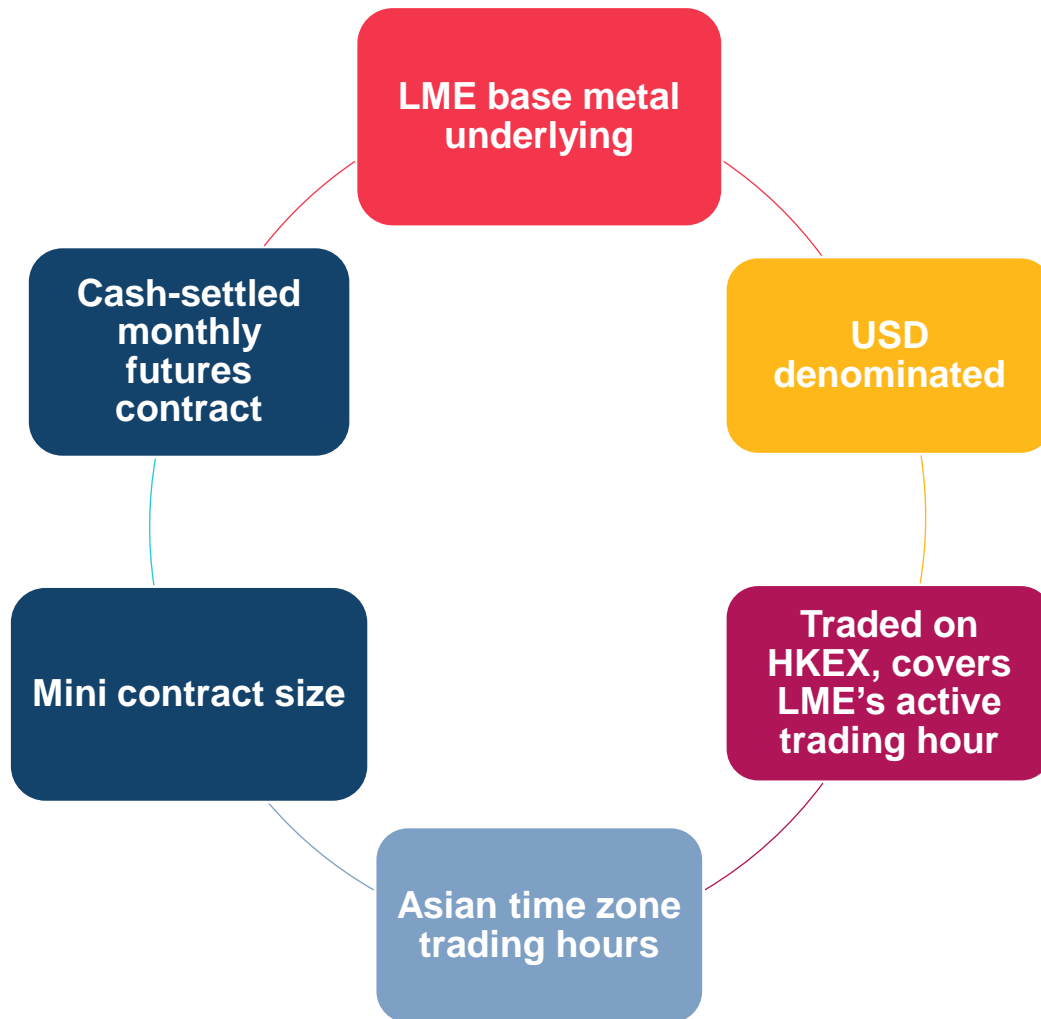 LME base metal
underlying
USD
denominated
Traded on
HKEX, covers
LME’s active
trading hour
Asian time zone
trading hours
Mini contract size
Cash-settled
monthly
futures
contract